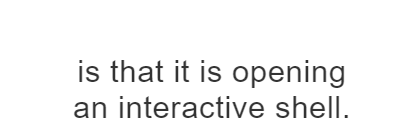 is that it is opening
an interactive shell.